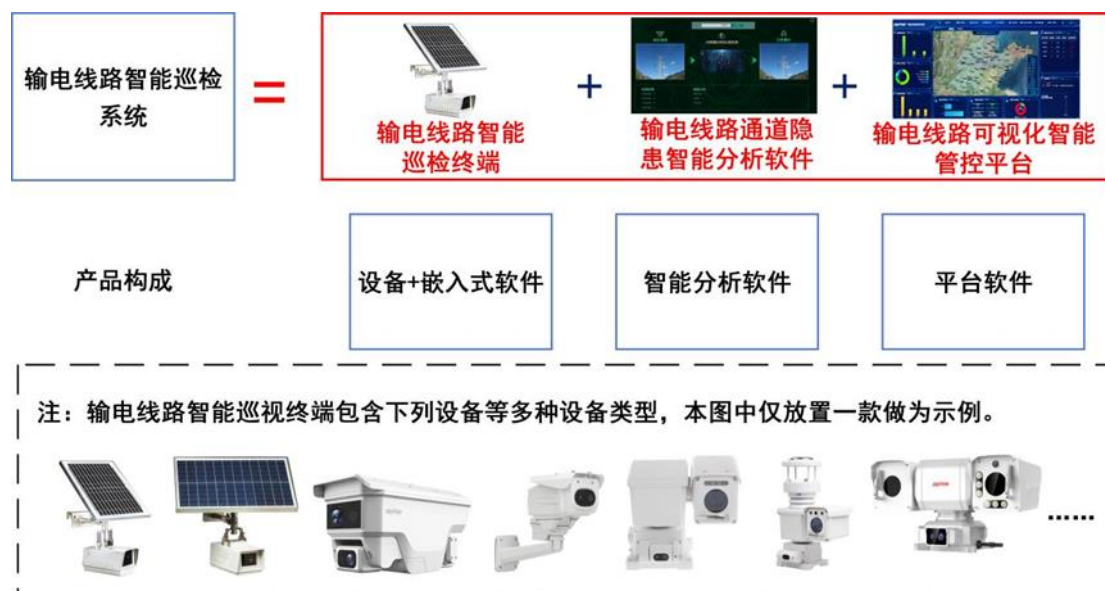 输电线路智能巡检
系统
=
输电线路智能
巡检终端
+
输电线路通道隐
患智能分析软件
+
输电线路可视化智能
管控平台
产品构成
设备+嵌入式软件
智能分析软件
平台软件
注：输电线路智能巡视终端包含下列设备等多种设备类型，本图中仅放置一款做为示例。
……